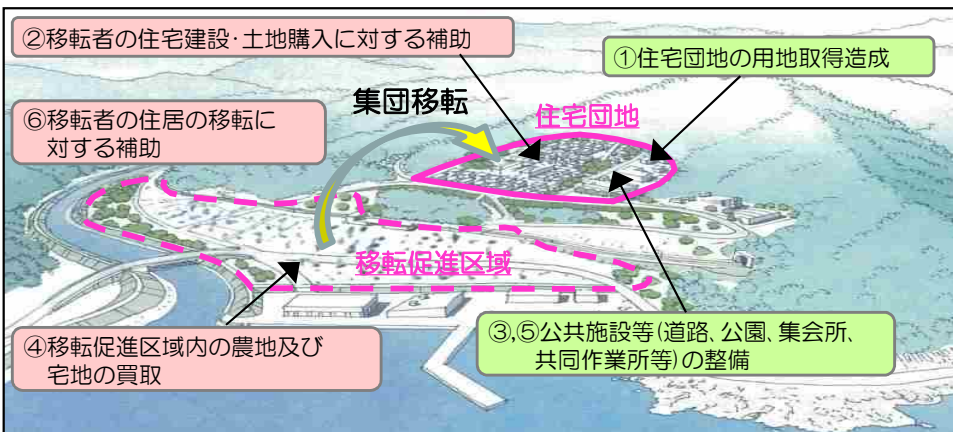 ②移転者の住宅建設・土地購入に対する補助
①住宅団地の用地取得造成
集団移転
住宅団地
⑥移転者の住居の移転に
対する補助
移転促進区域
④移転促進区域内の農地及び
宅地の買取
③,⑤公共施設等(道路、公園、集会所、
共同作業所等)の整備